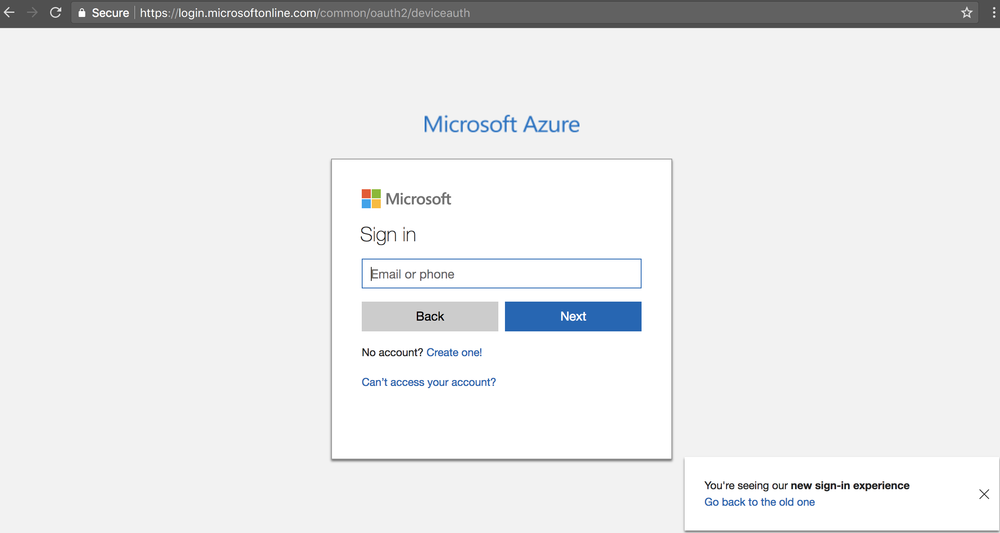 Secure https://login.microsoftonline.com/common/oauth2/deviceauth
Microsoft Azure
Microsoft
Sign in
Email or phone
Back Next
No account? Create one!
Can’t access your account?
You're seeing our new sign-in experience
Go back to the old one